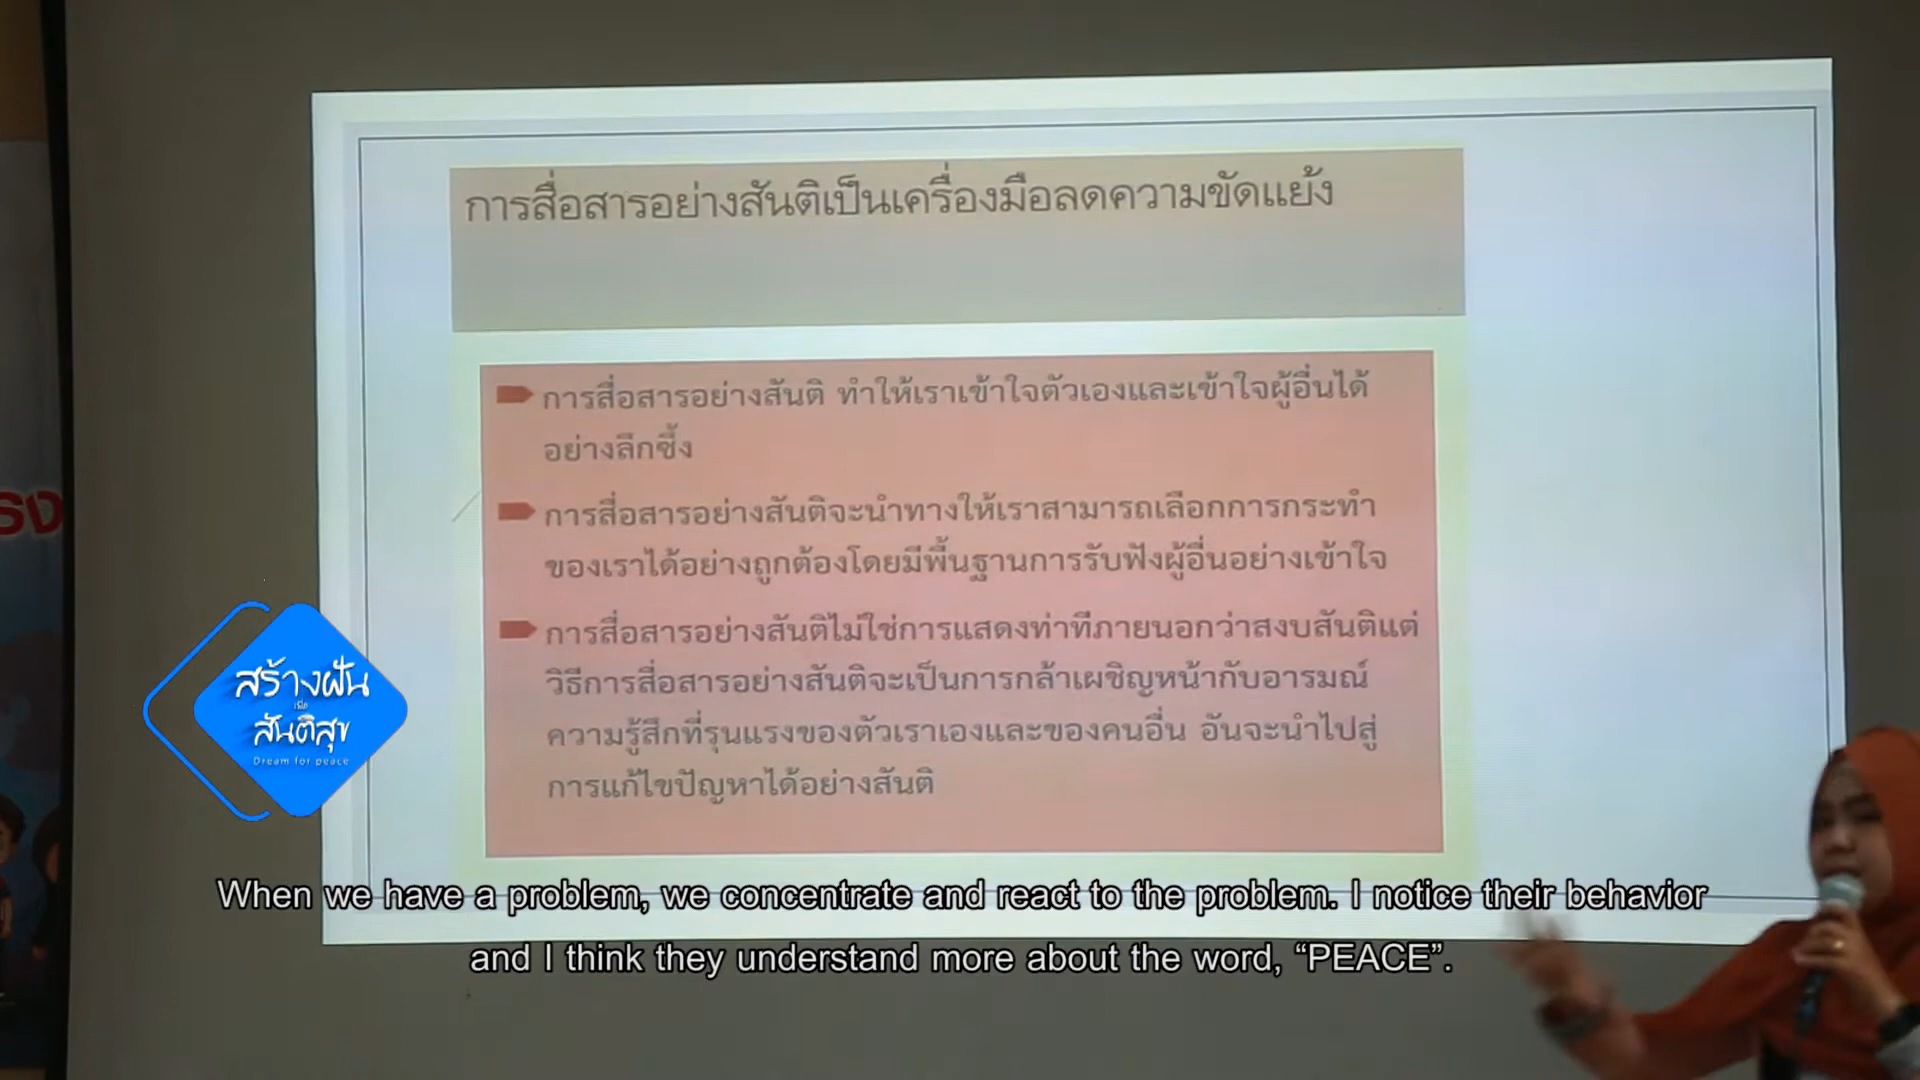 การสื่อสารอย่างสันติเป็นเครื่องมือลดความขัดแย้ง
การสื่อสารอย่างสันติ ทำให้เราเข้าใจตัวเองและเข้าใจผู้อื่นได้
อย่างลึกซึ้ง
การสื่อสารอย่างสันติจะนำทางให้เราสามารถเลือกการกระทำ
ของเราได้อย่างถูกต้องโดยมีพื้นฐานการรับฟังผู้อื่นอย่างเข้าใจ
การสื่อสารอย่างสันติไม่ใช่การแสดงท่าทีภายนอกว่าสงบสันติแต่
วิธีการสื่อสารอย่างสันติจะเป็นการกล้าเผชิญหน้ากับอารมณ์
ความรู้สึกที่รุนแรงของตัวเราเองและของคนอื่น อันจะนำไปสู่
การแก้ไขปัญหาได้อย่างสันติ
สร้างฝัน
เพื่อ
สันติสุข
Dream for peace
When we have a problem, we concentrate and react to the problem. I notice their behavior
and I think they understand more about the word, “PEACE”.